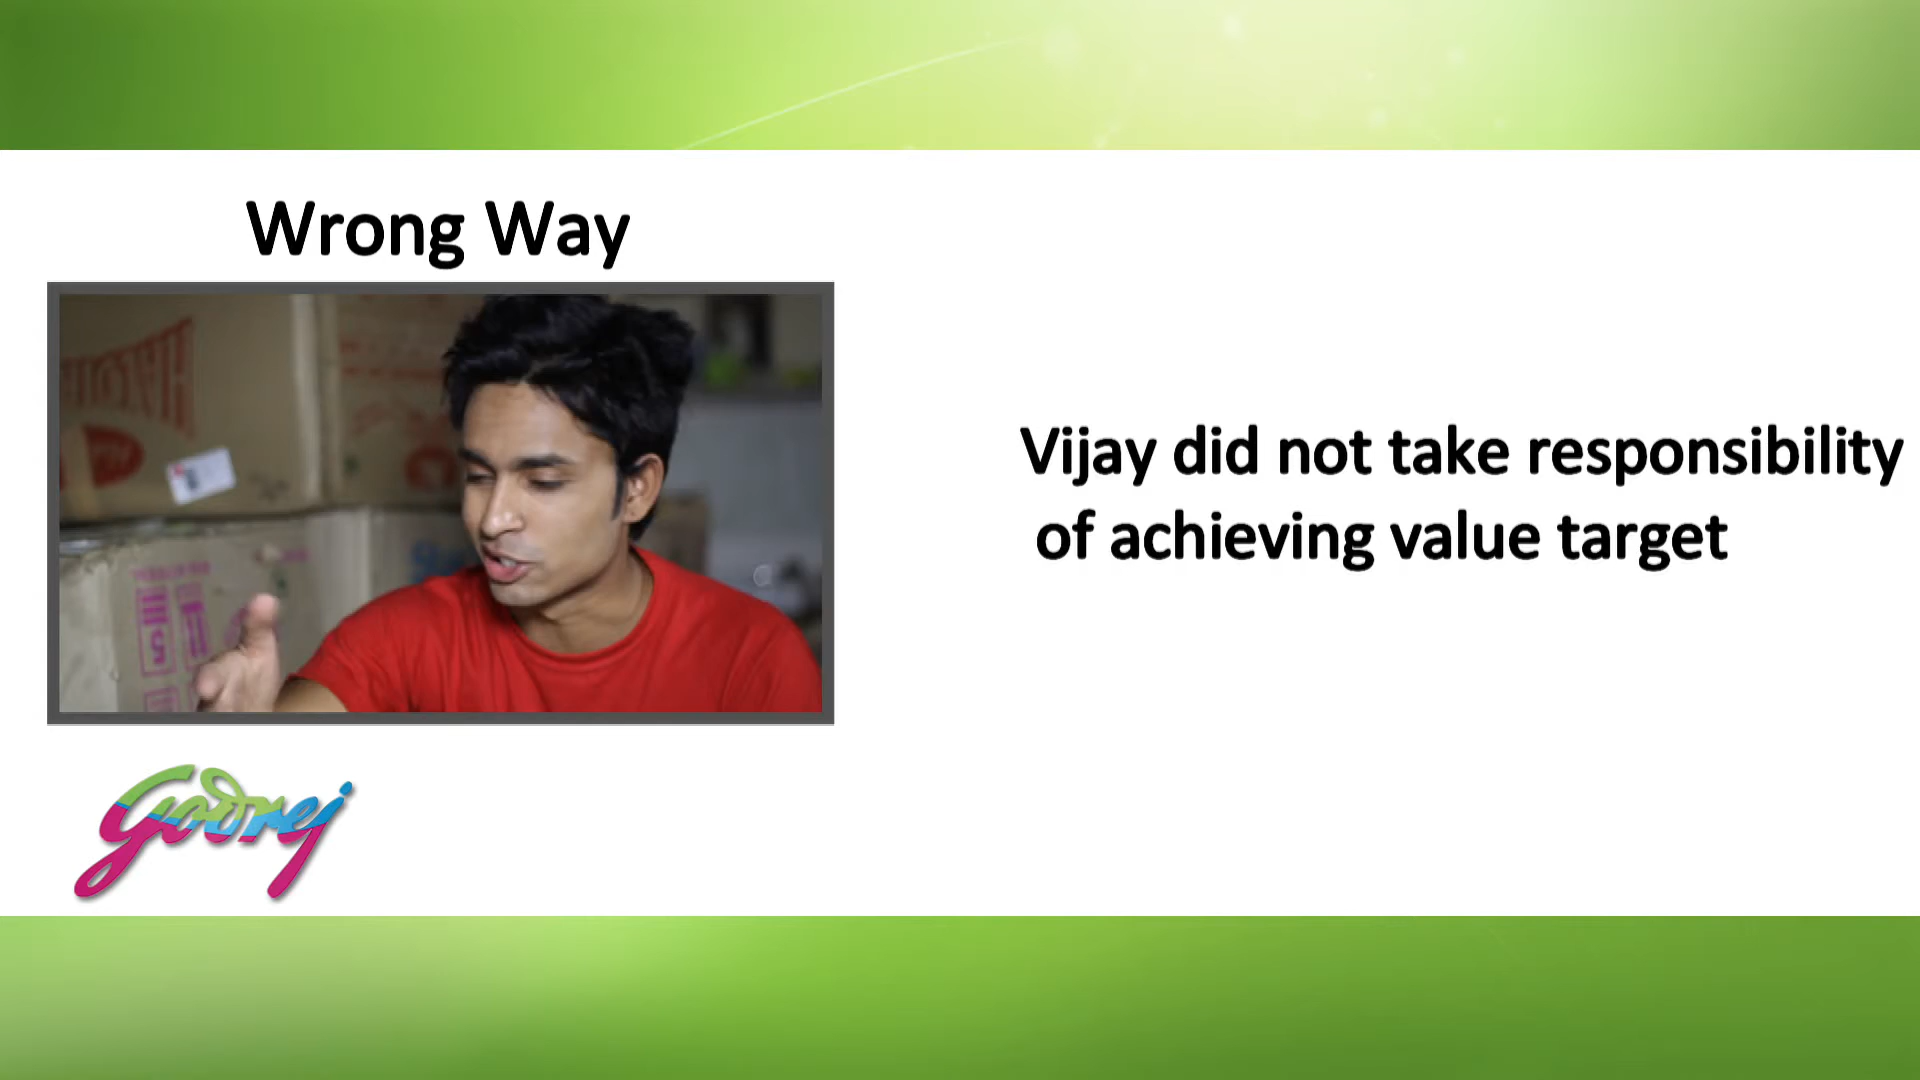 Wrong Way
Vijay did not take responsibility
of achieving value target
Godrej